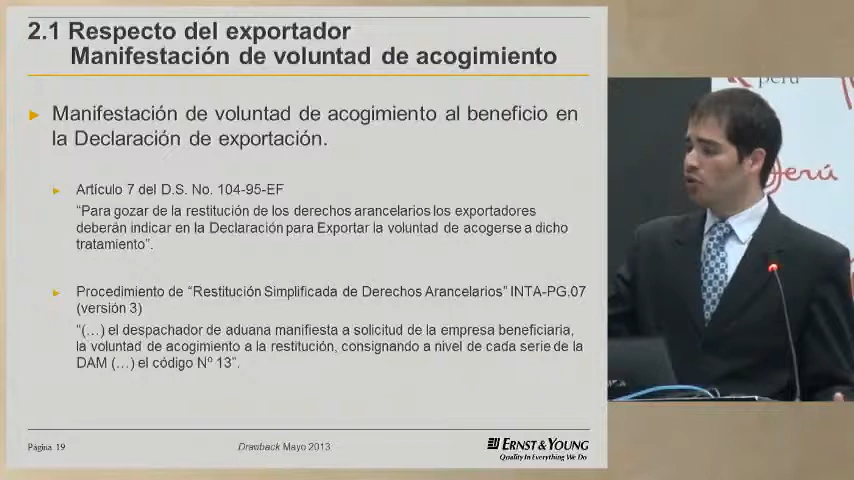 2.1 Respecto del exportador
Manifestación de voluntad de acogimiento
► Manifestación de voluntad de acogimiento al beneficio en
la Declaración de exportación.
► Artículo 7 del D.S. No. 104-95-EF
“Para gozar de la restitución de los derechos arancelarios los exportadores
deberán indicar en la Declaración para Exportar la voluntad de acogerse a dicho
tratamiento”.
► Procedimiento de “Restitución Simplificada de Derechos Arancelarios” INTA-PG.07
(versión 3)
“(…) el despachador de aduana manifiesta a solicitud de la empresa beneficiaria,
la voluntad de acogimiento a la restitución, consignando a nivel de cada serie de la
DAM (…) el código Nº 13”.
Página 19
Drawback Mayo 2013
ERNST & YOUNG
Quality In Everything We Do
perú
Perú